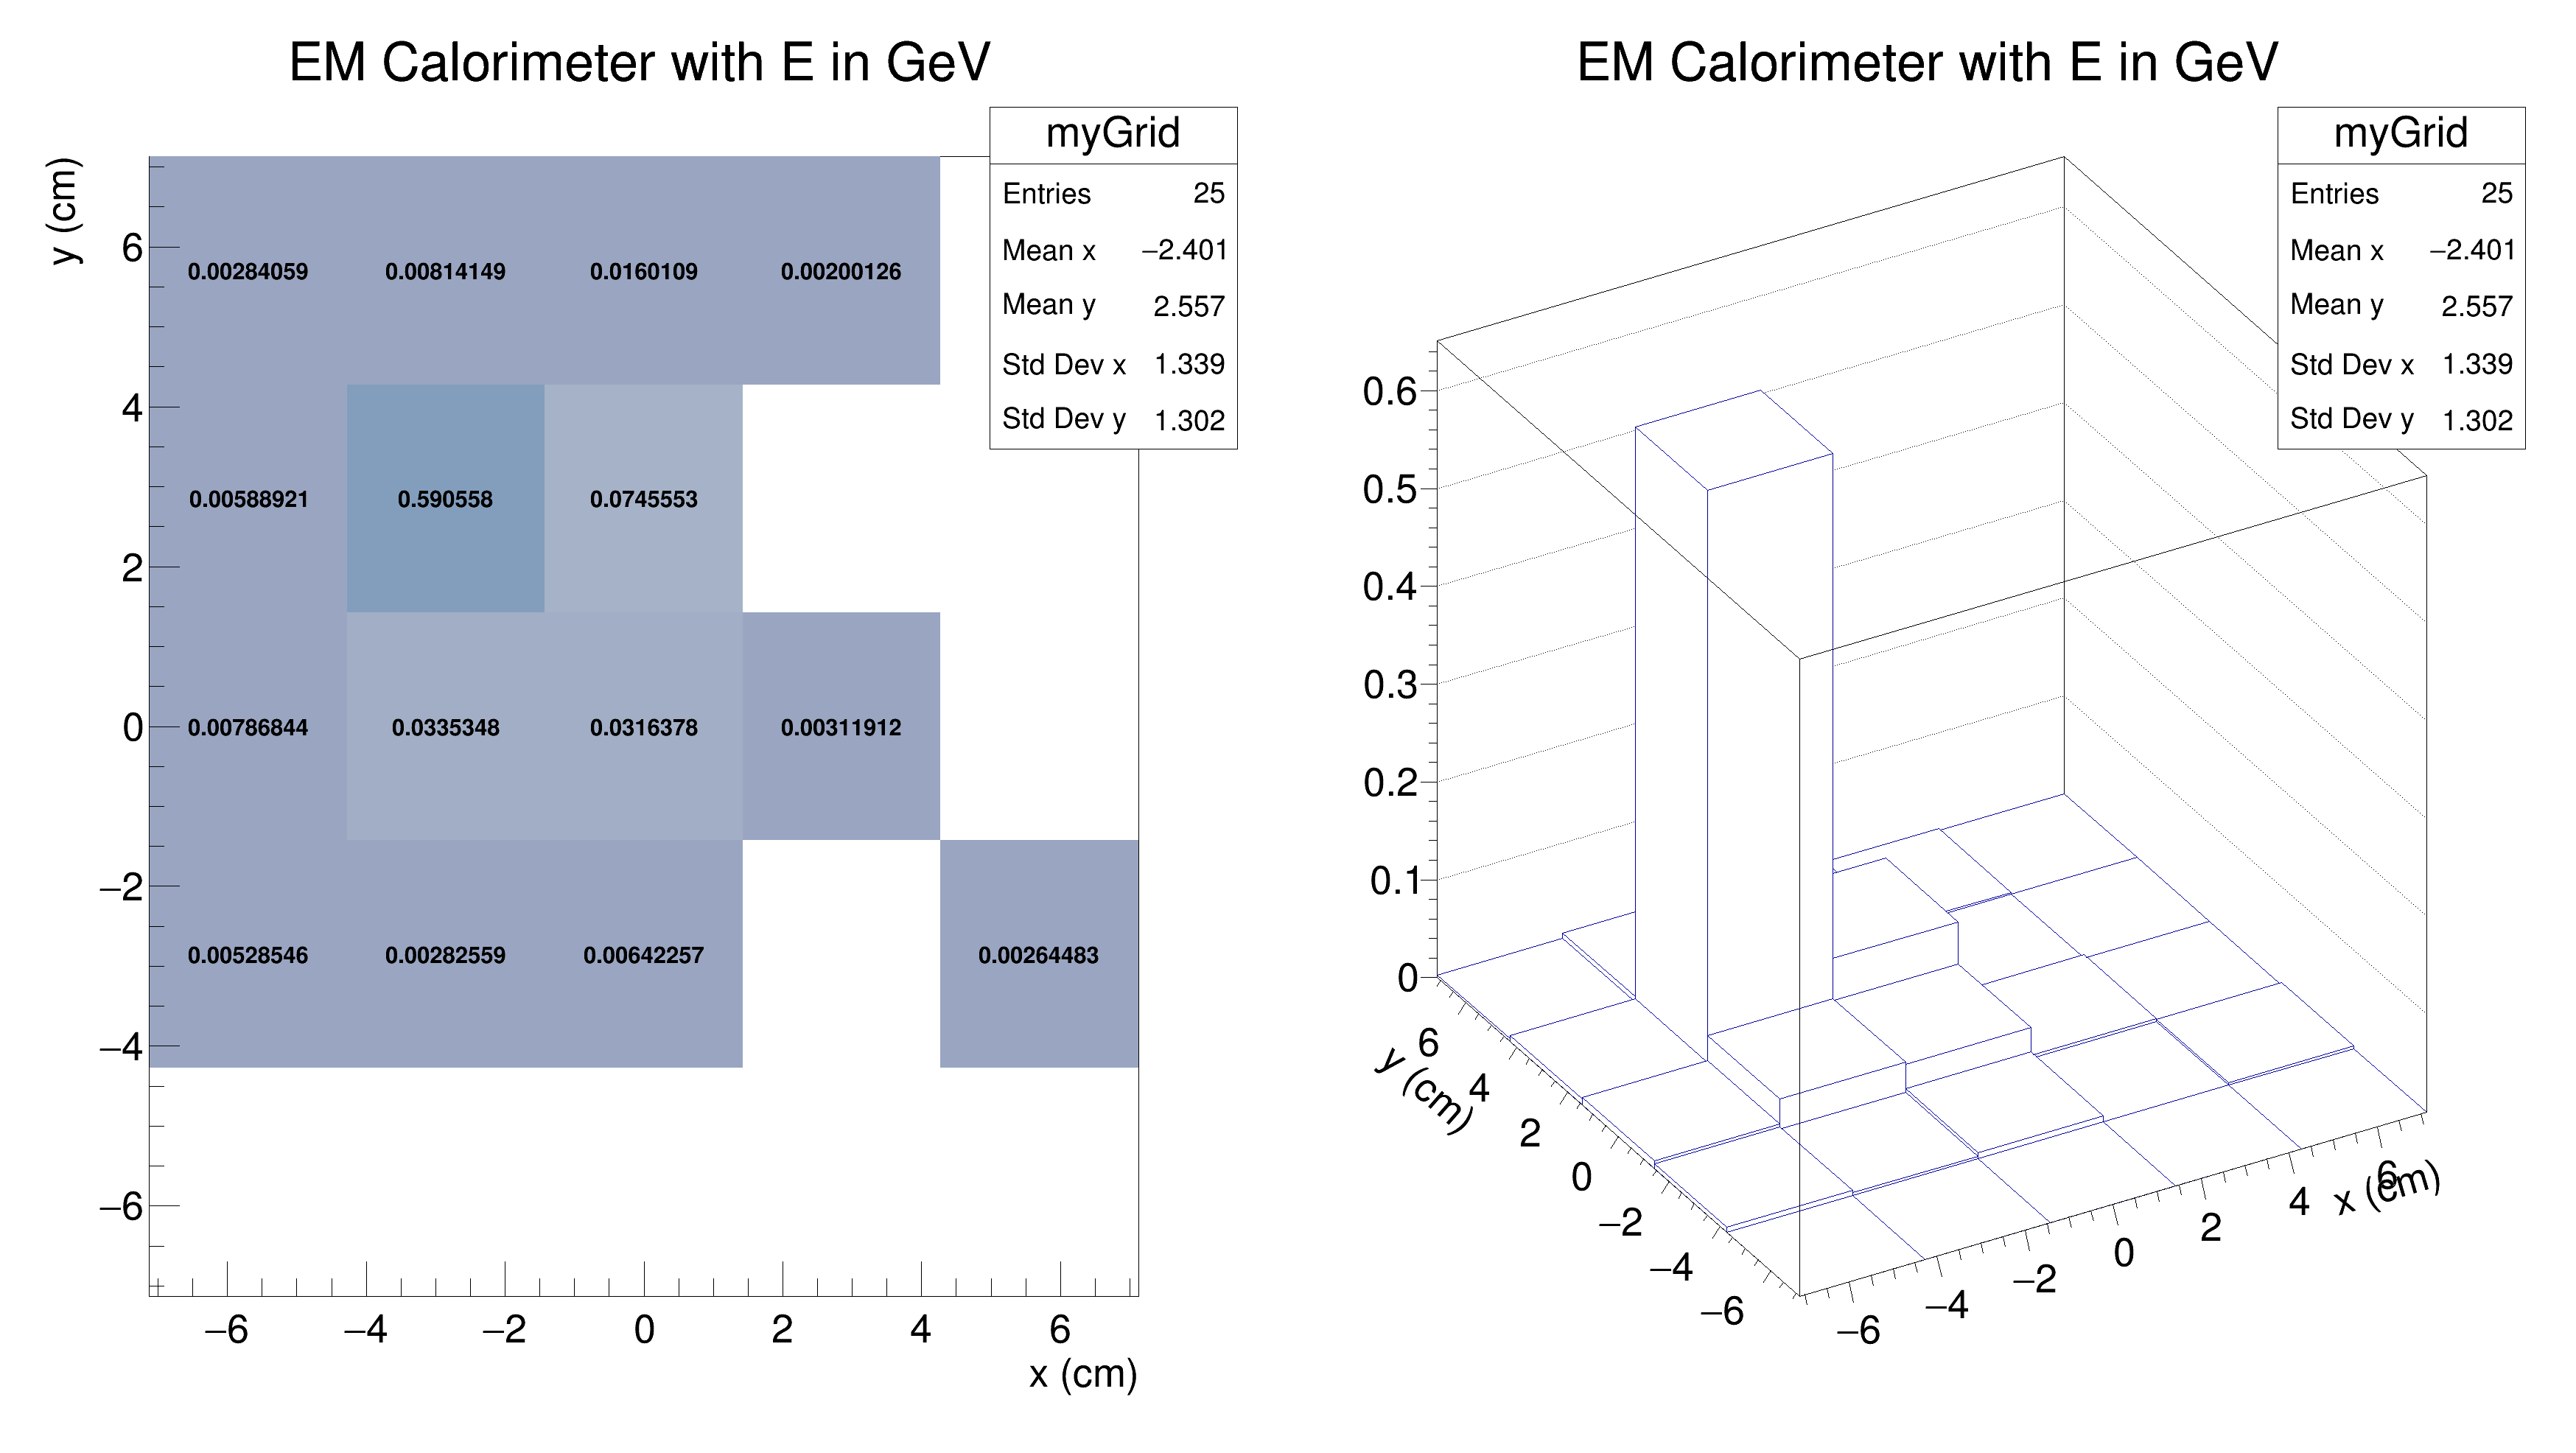 EM Calorimeter with E in GeV
myGrid
Entries 25
Mean x −2.401
Mean y 2.557
Std Dev x 1.339
Std Dev y 1.302
y (cm)
6
4
2
0
−2
−4
−6
0.00284059 0.00814149 0.0160109 0.00200126
0.00588921 0.590558 0.0745553
0.00786844 0.0335348 0.0316378 0.00311912
0.00528546 0.00282559 0.00642257 0.00264483
−6 −4 −2 0 2 4 6
x (cm)
EM Calorimeter with E in GeV
myGrid
Entries 25
Mean x −2.401
Mean y 2.557
Std Dev x 1.339
Std Dev y 1.302
0.6
0.5
0.4
0.3
0.2
0.1
0
y (cm)
6
4
2
0
−2
−4
−6
−6
−4
−2
0
2
4
6
x (cm)